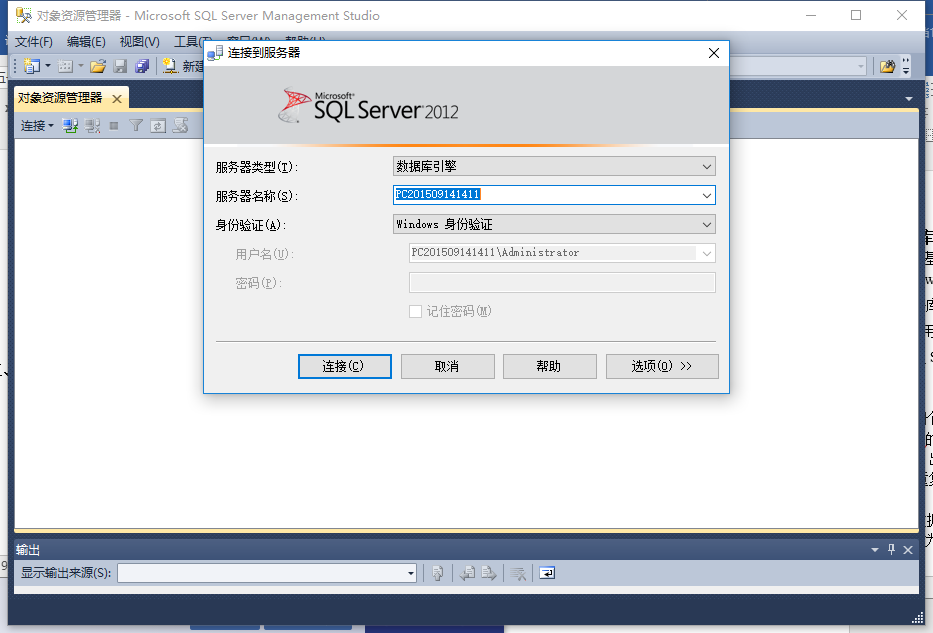 对象资源管理器 - Microsoft SQL Server Management Studio
文件(F) 编辑(E) 视图(V) 工具(T)
新建
对象资源管理器
连接
连接到服务器
Microsoft®
SQL Server® 2012
服务器类型(T): 数据库引擎
服务器名称(S): PC201509141411
身份验证(A): Windows 身份验证
用户名(U): PC201509141411\Administrator
密码(P):
记住密码(M)
连接(C) 取消 帮助 选项(O) >>
输出
显示输出来源(S):